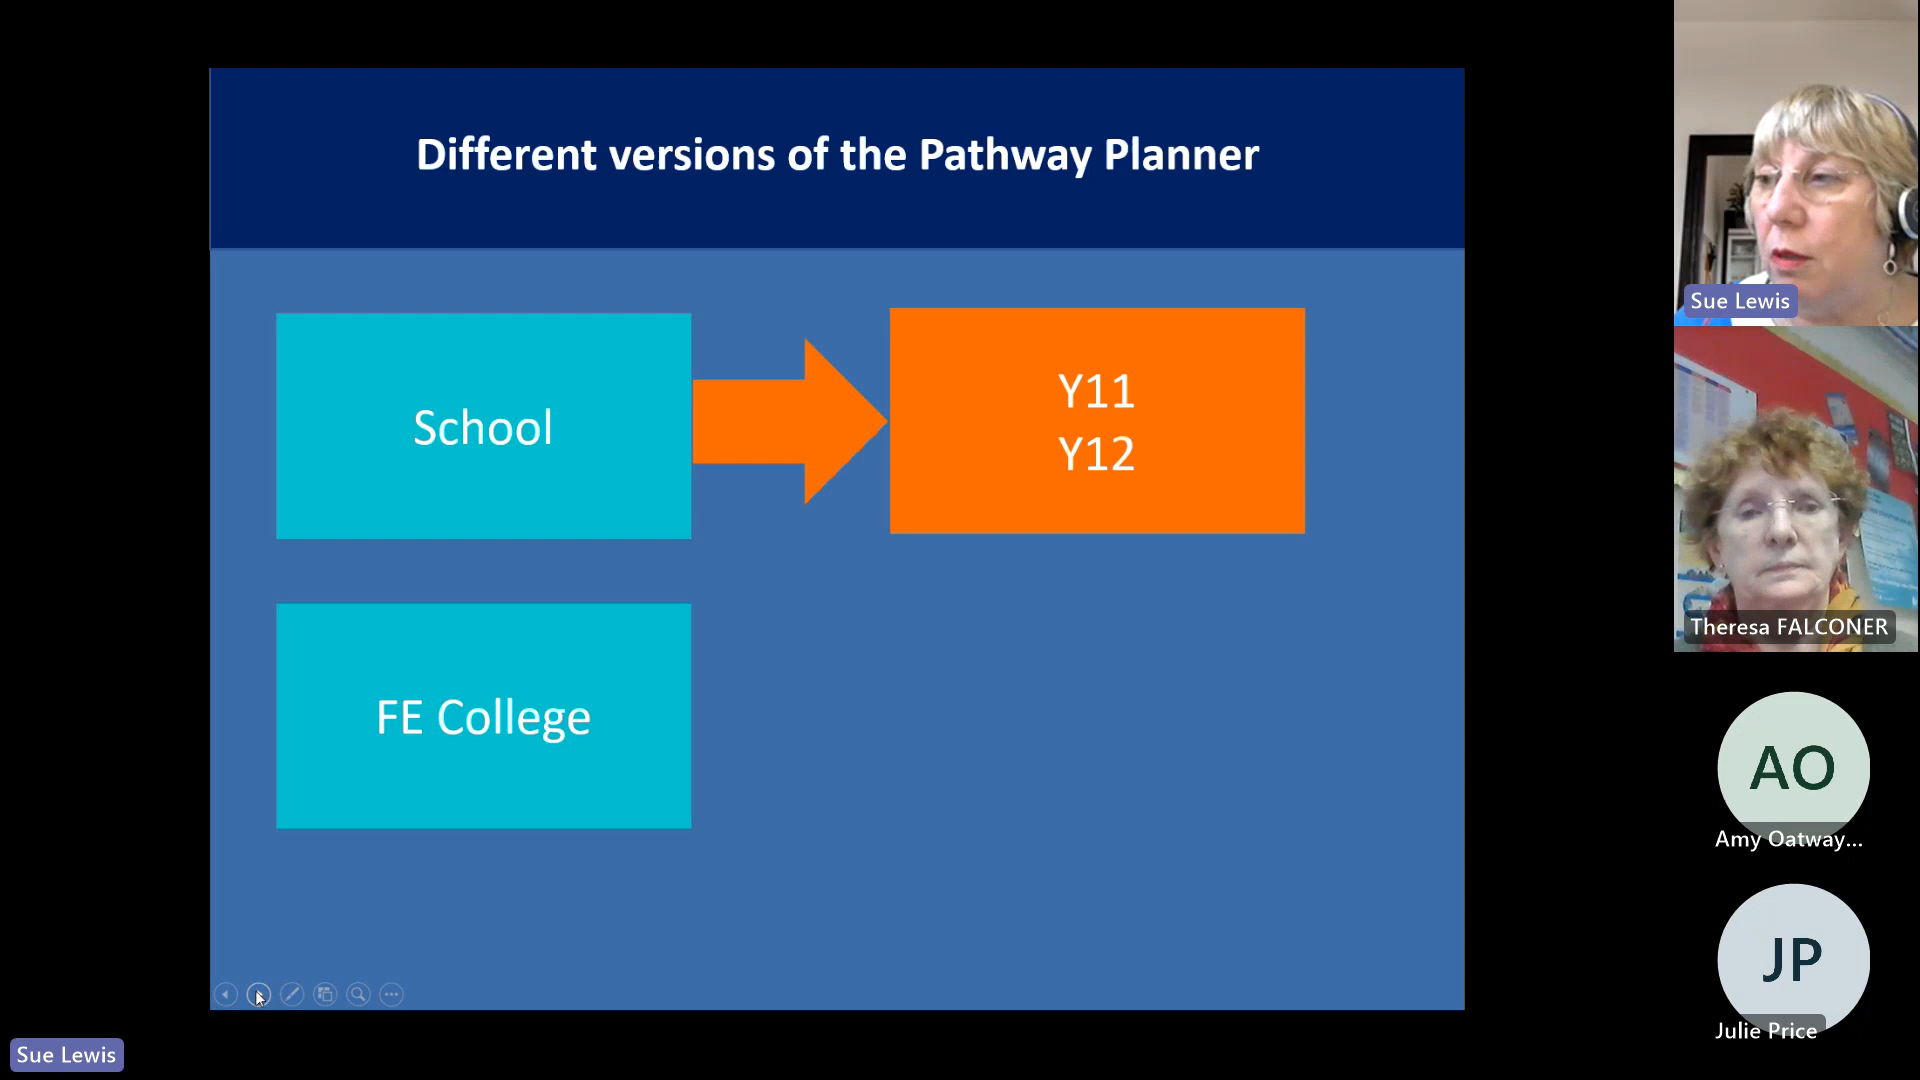 Different versions of the Pathway Planner
School
Y11
Y12
FE College
Sue Lewis
Theresa FALCONER
AO
Amy Oatway...
JP
Julie Price
Sue Lewis